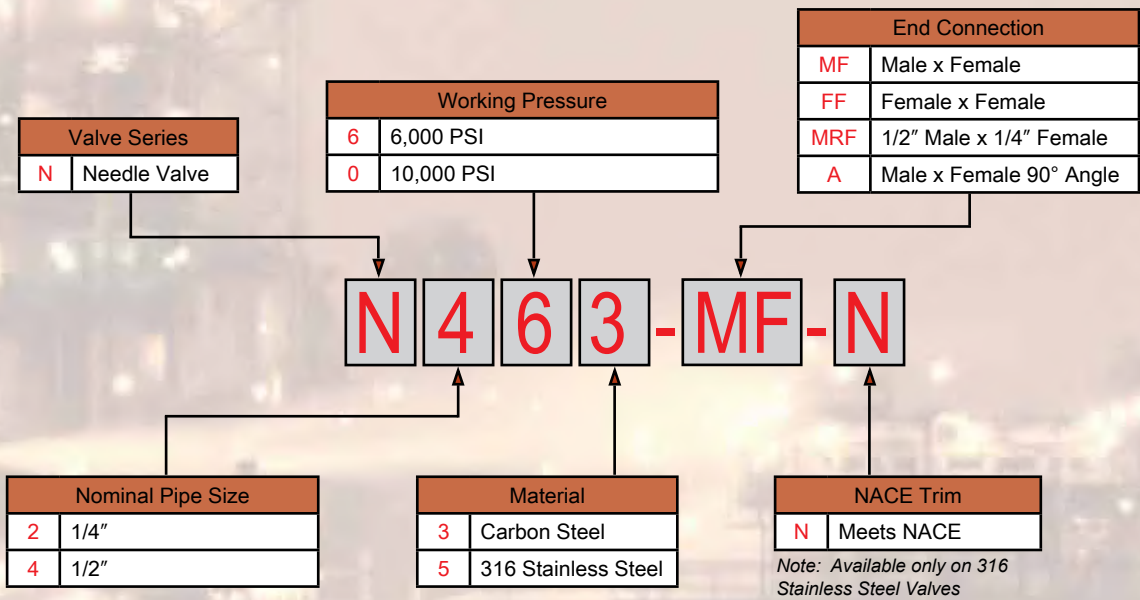 End Connection
MF Male x Female
FF Female x Female
MRF 1/2″ Male x 1/4″ Female
A Male x Female 90° Angle
Working Pressure
6 6,000 PSI
0 10,000 PSI
Valve Series
N Needle Valve
N 4 6 3 - MF - N
Nominal Pipe Size
2 1/4″
4 1/2″
Material
3 Carbon Steel
5 316 Stainless Steel
NACE Trim
N Meets NACE
Note: Available only on 316
Stainless Steel Valves